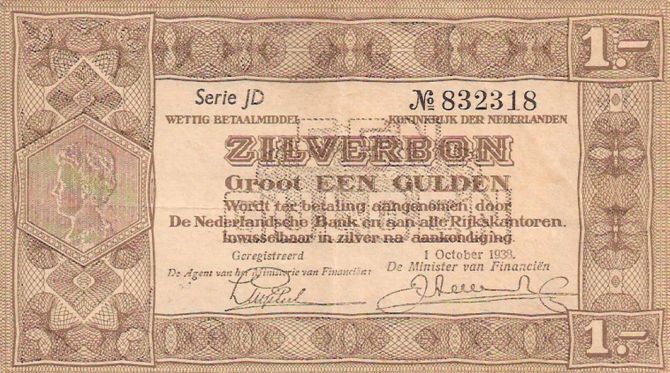 1.-
Serie JD № 832318
WETTIG BETAALMIDDEL KONINKRIJK DER NEDERLANDEN
ZILVERBON
Groot EEN GULDEN
Wordt ter betaling aangenomen door
De Nederlandsche Bank en aan alle Rijkskantoren.
Inwisselbaar in zilver na aankondiging.
Geregistreerd 1 October 1938.
De Agent van het Ministerie van Financiën De Minister van Financiën
1.-